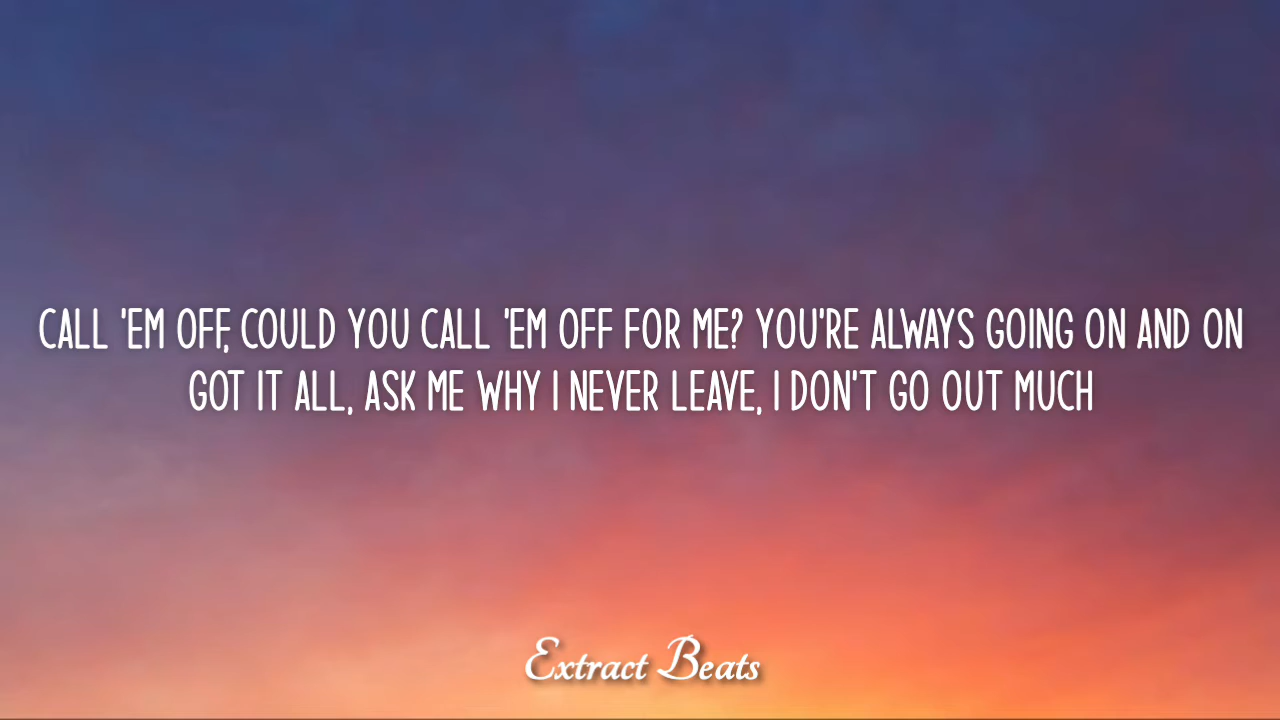 CALL 'EM OFF, COULD YOU CALL 'EM OFF FOR ME? YOU'RE ALWAYS GOING ON AND ON
GOT IT ALL, ASK ME WHY I NEVER LEAVE, I DON'T GO OUT MUCH
Extract Beats